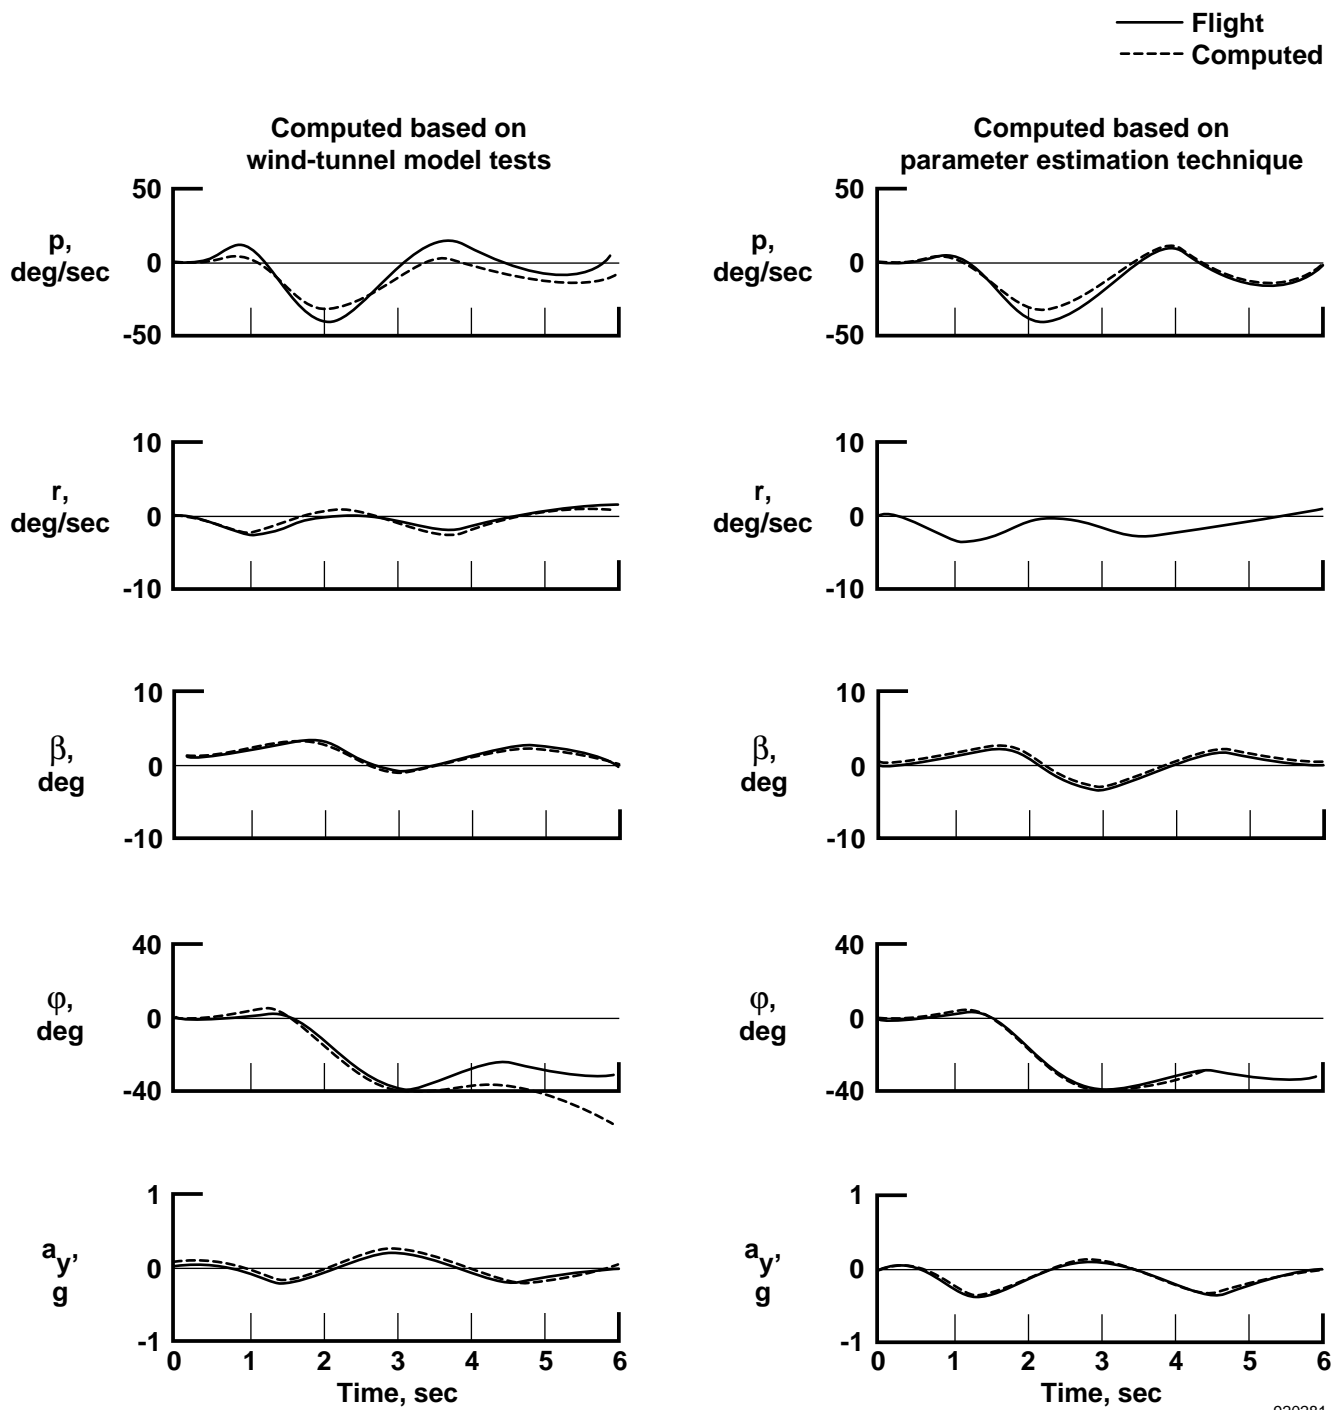 Flight
Computed
Computed based on
wind-tunnel model tests
50
p,
deg/sec
0
-50
10
r,
deg/sec
0
-10
10
β,
deg
0
-10
40
φ,
deg
0
-40
1
ay,
g
0
-1
0 1 2 3 4 5 6
Time, sec
Computed based on
parameter estimation technique
50
p,
deg/sec
0
-50
10
r,
deg/sec
0
-10
10
β,
deg
0
-10
40
φ,
deg
0
-40
1
ay,
g
0
-1
0 1 2 3 4 5 6
Time, sec